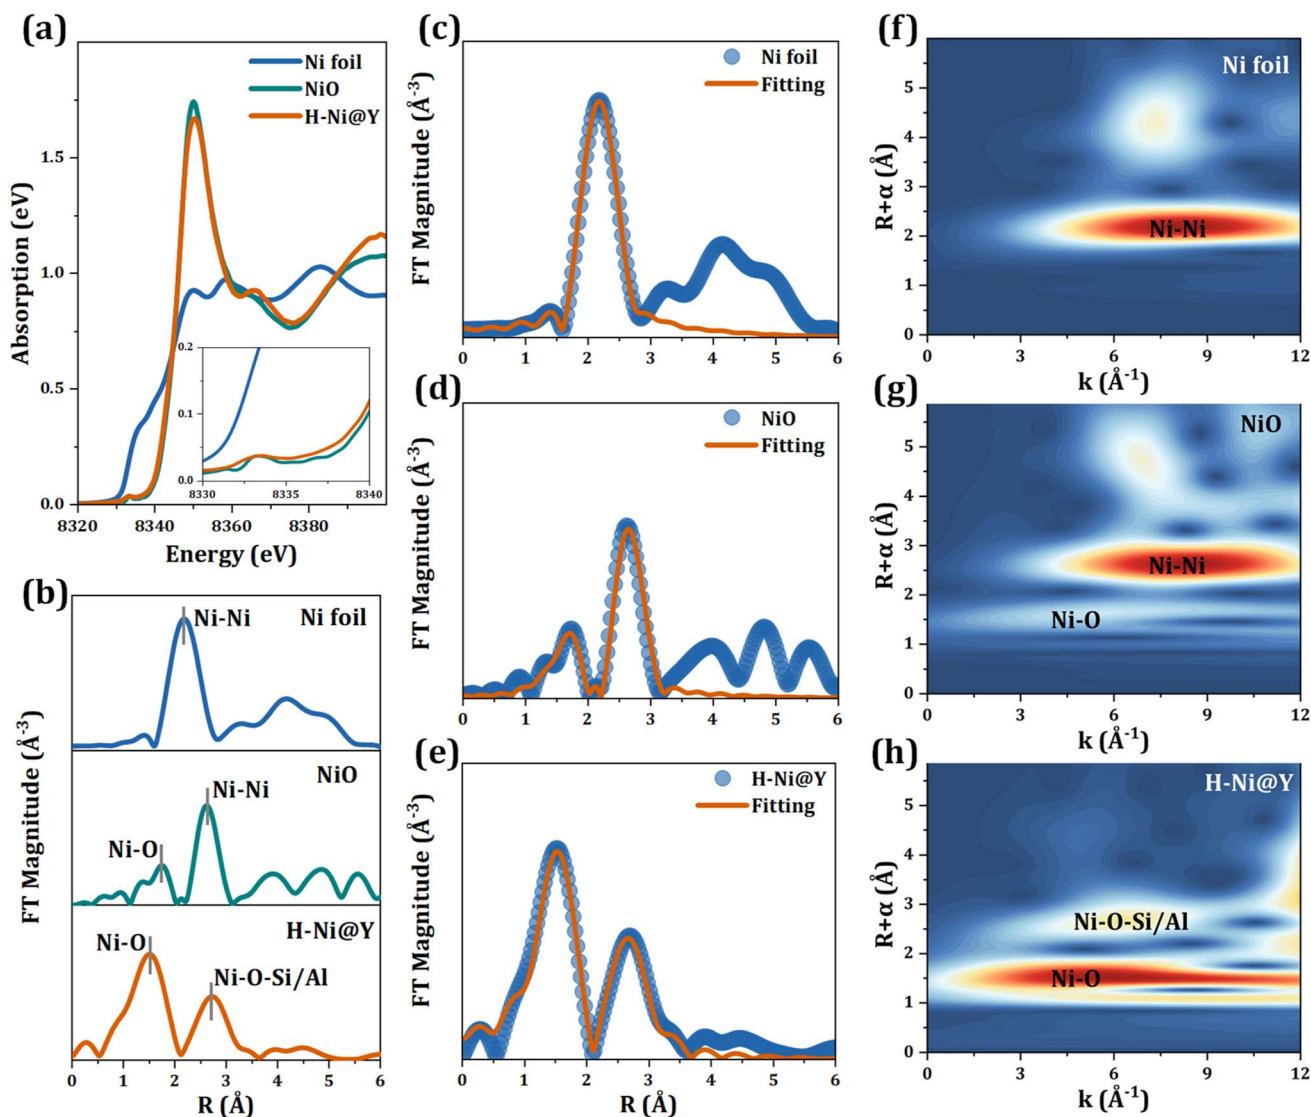 (a)
Ni foil
NiO
H-Ni@Y
Absorption (eV)
1.5
1.0
0.5
0.0
0.2
0.1
0.0
8330
8335
8340
8320
8340
8360
8380
Energy (eV)
(b)
Ni-Ni
Ni foil
Ni-Ni
NiO
Ni-O
Ni-O
H-Ni@Y
Ni-O-Si/Al
FT Magnitude (Å⁻³)
0 1 2 3 4 5 6
R (Å)
(c)
Ni foil
Fitting
FT Magnitude (Å⁻³)
0 1 2 3 4 5 6
(d)
NiO
Fitting
FT Magnitude (Å⁻³)
0 1 2 3 4 5 6
(e)
H-Ni@Y
Fitting
FT Magnitude (Å⁻³)
0 1 2 3 4 5 6
R (Å)
(f)
Ni foil
Ni-Ni
R+α (Å)
5
4
3
2
1
0
0 3 6 9 12
k (Å⁻¹)
(g)
NiO
Ni-Ni
Ni-O
R+α (Å)
5
4
3
2
1
0
0 3 6 9 12
k (Å⁻¹)
(h)
H-Ni@Y
Ni-O-Si/Al
Ni-O
R+α (Å)
5
4
3
2
1
0
0 3 6 9 12
k (Å⁻¹)